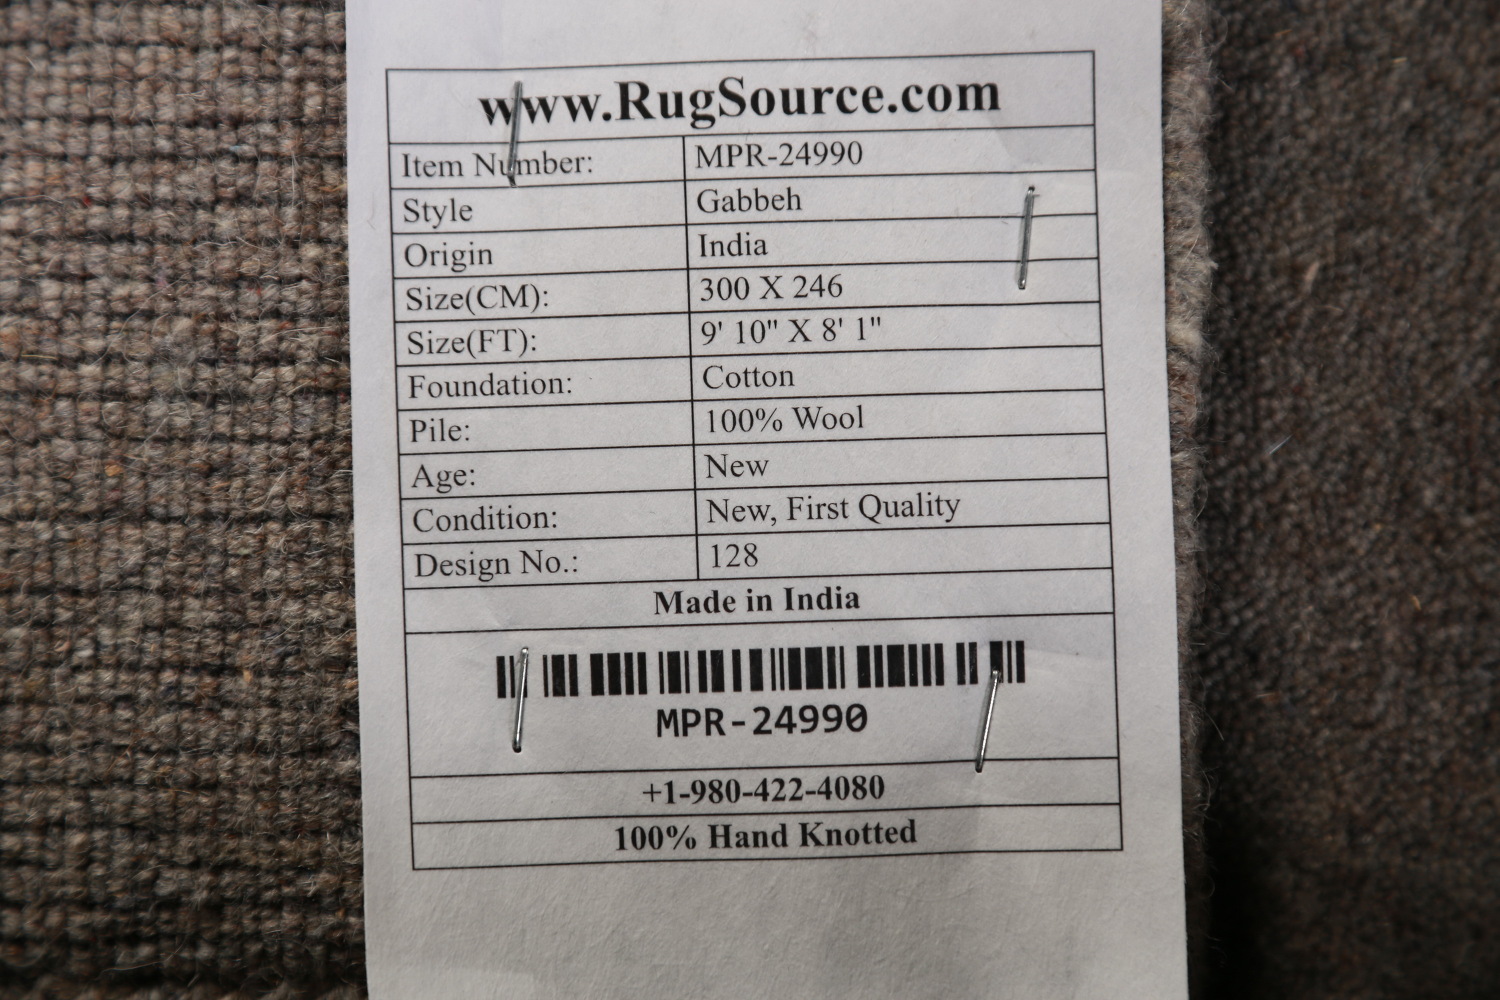 www.RugSource.com
Item Number: MPR-24990
Style Gabbeh
Origin India
Size(CM): 300 X 246
Size(FT): 9' 10" X 8' 1"
Foundation: Cotton
Pile: 100% Wool
Age: New
Condition: New, First Quality
Design No.: 128
Made in India
MPR-24990
+1-980-422-4080
100% Hand Knotted